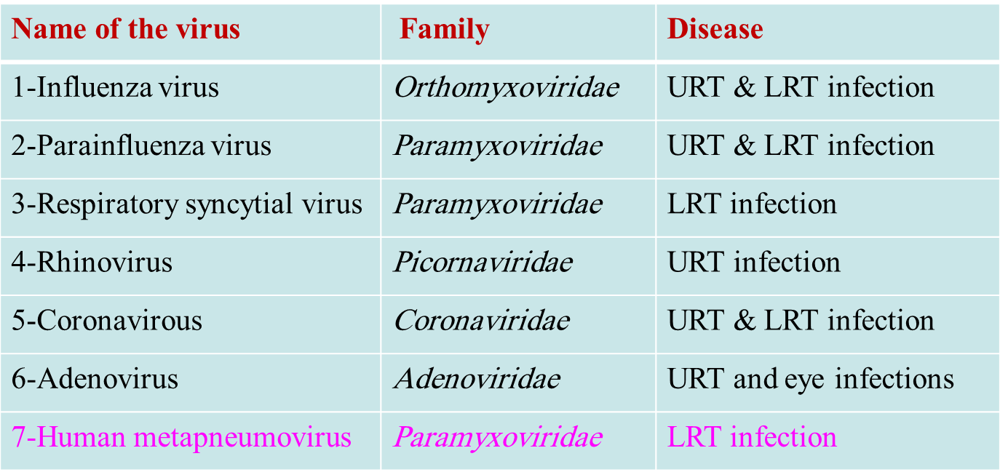 Name of the virus Family Disease
1-Influenza virus Orthomyxoviridae URT & LRT infection
2-Parainfluenza virus Paramyxoviridae URT & LRT infection
3-Respiratory syncytial virus Paramyxoviridae LRT infection
4-Rhinovirus Picornaviridae URT infection
5-Coronavirous Coronaviridae URT & LRT infection
6-Adenovirus Adenoviridae URT and eye infections
7-Human metapneumovirus Paramyxoviridae LRT infection